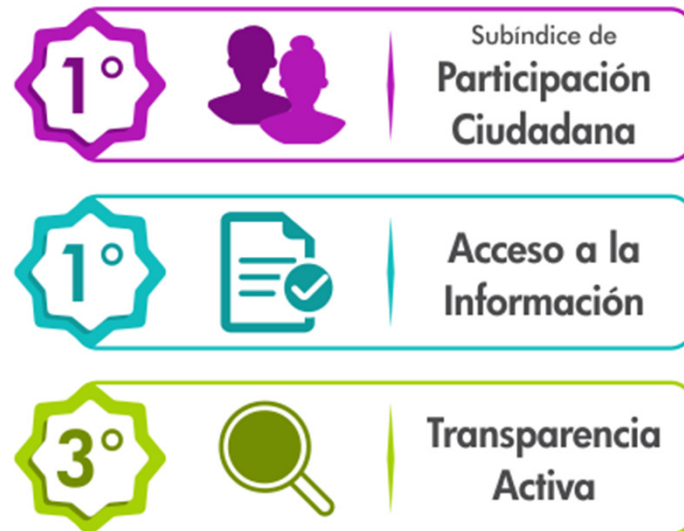 1°
Subíndice de
Participación
Ciudadana
1°
Acceso a la
Información
3°
Transparencia
Activa